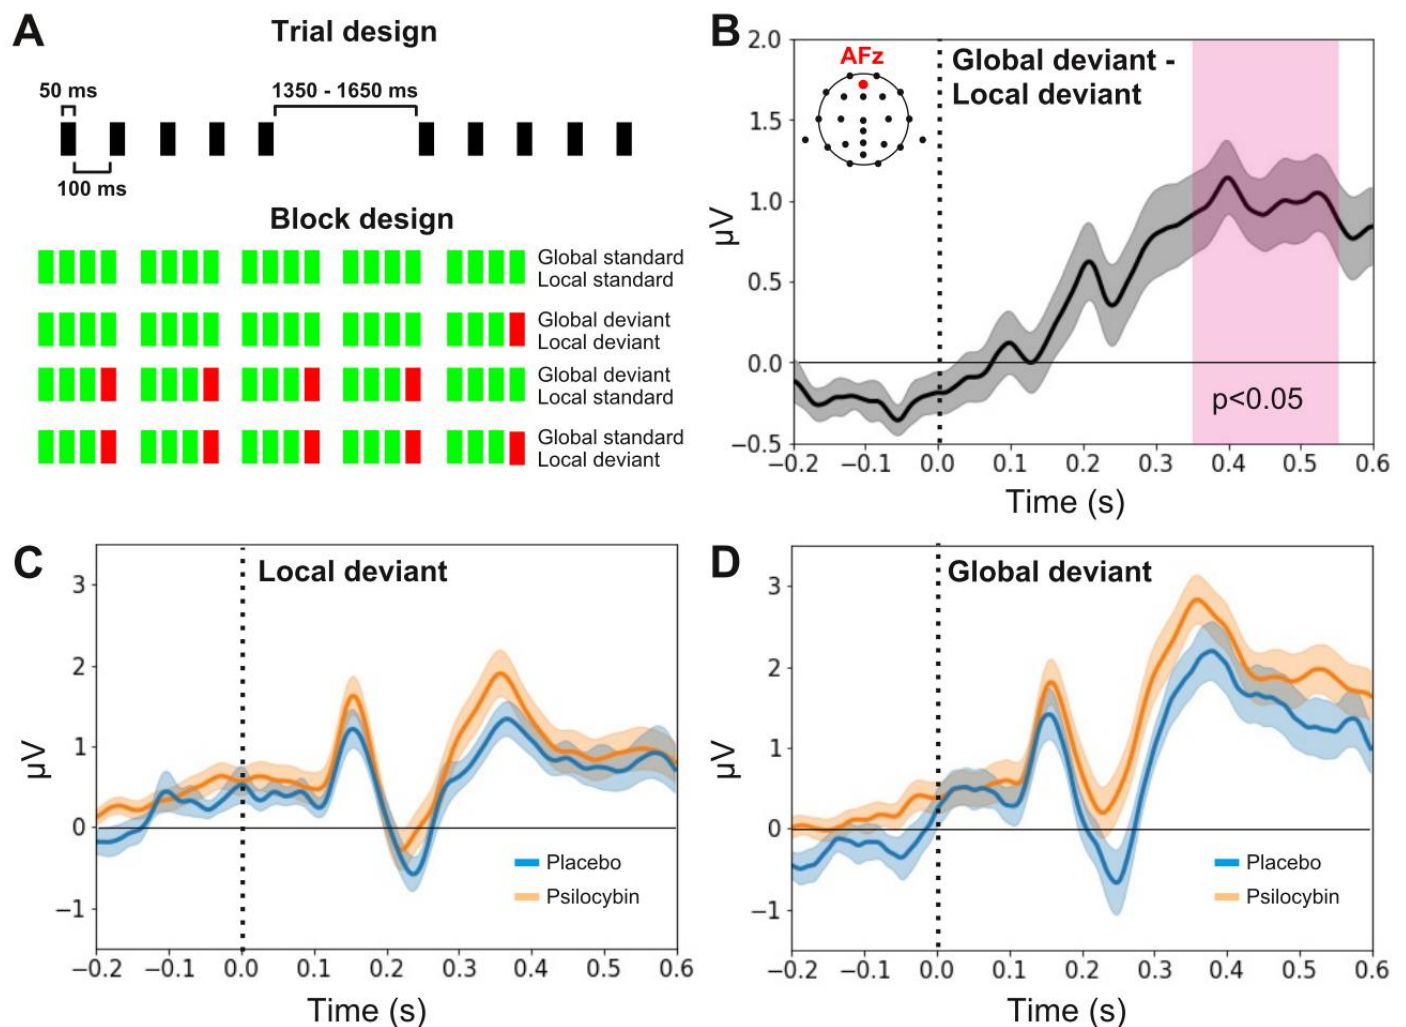 A
Trial design
50 ms
1350 - 1650 ms
100 ms
Block design
Global standard
Local standard
Global deviant
Local deviant
Global deviant
Local standard
Global standard
Local deviant
B
AFz
Global deviant -
Local deviant
2.0
1.5
1.0
0.5
0.0
−0.5
µV
p<0.05
−0.2 −0.1 0.0 0.1 0.2 0.3 0.4 0.5 0.6
Time (s)
C
Local deviant
3
2
1
0
−1
µV
Placebo
Psilocybin
−0.2 −0.1 0.0 0.1 0.2 0.3 0.4 0.5 0.6
Time (s)
D
Global deviant
3
2
1
0
−1
µV
Placebo
Psilocybin
−0.2 −0.1 0.0 0.1 0.2 0.3 0.4 0.5 0.6
Time (s)